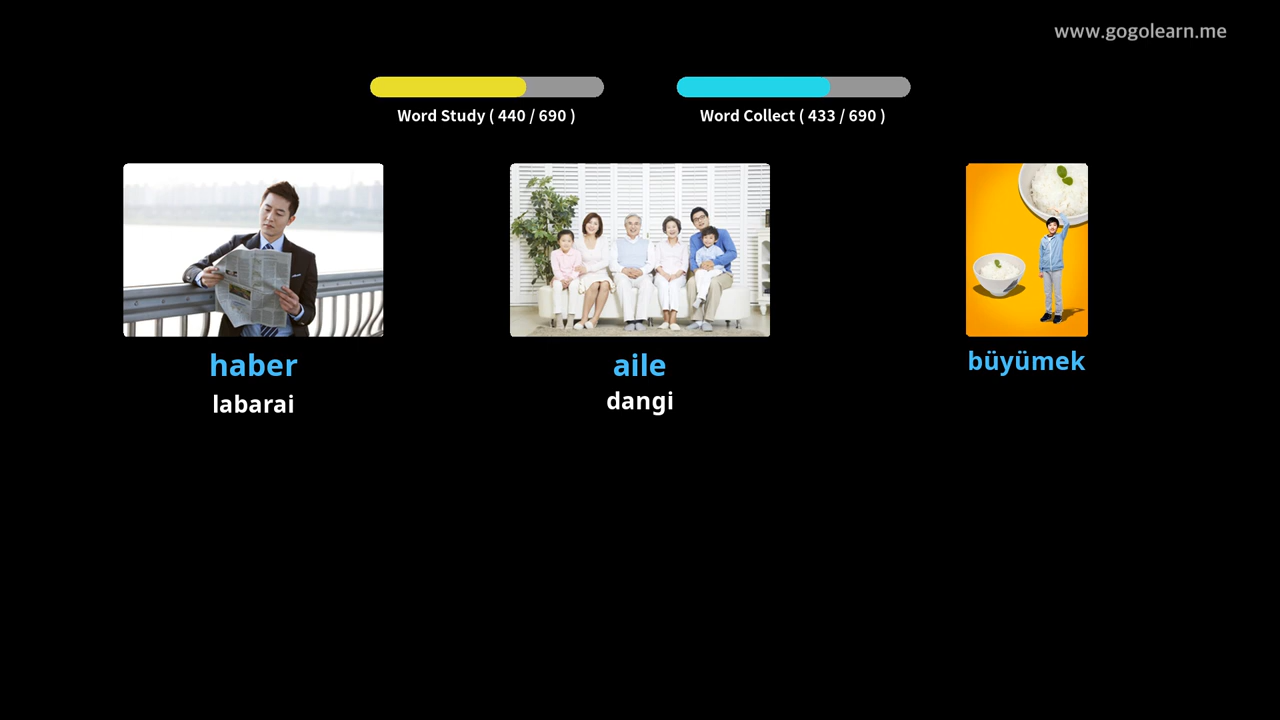 www.gogolearn.me
Word Study ( 440 / 690 )
Word Collect ( 433 / 690 )
haber
labarai
aile
dangi
büyümek